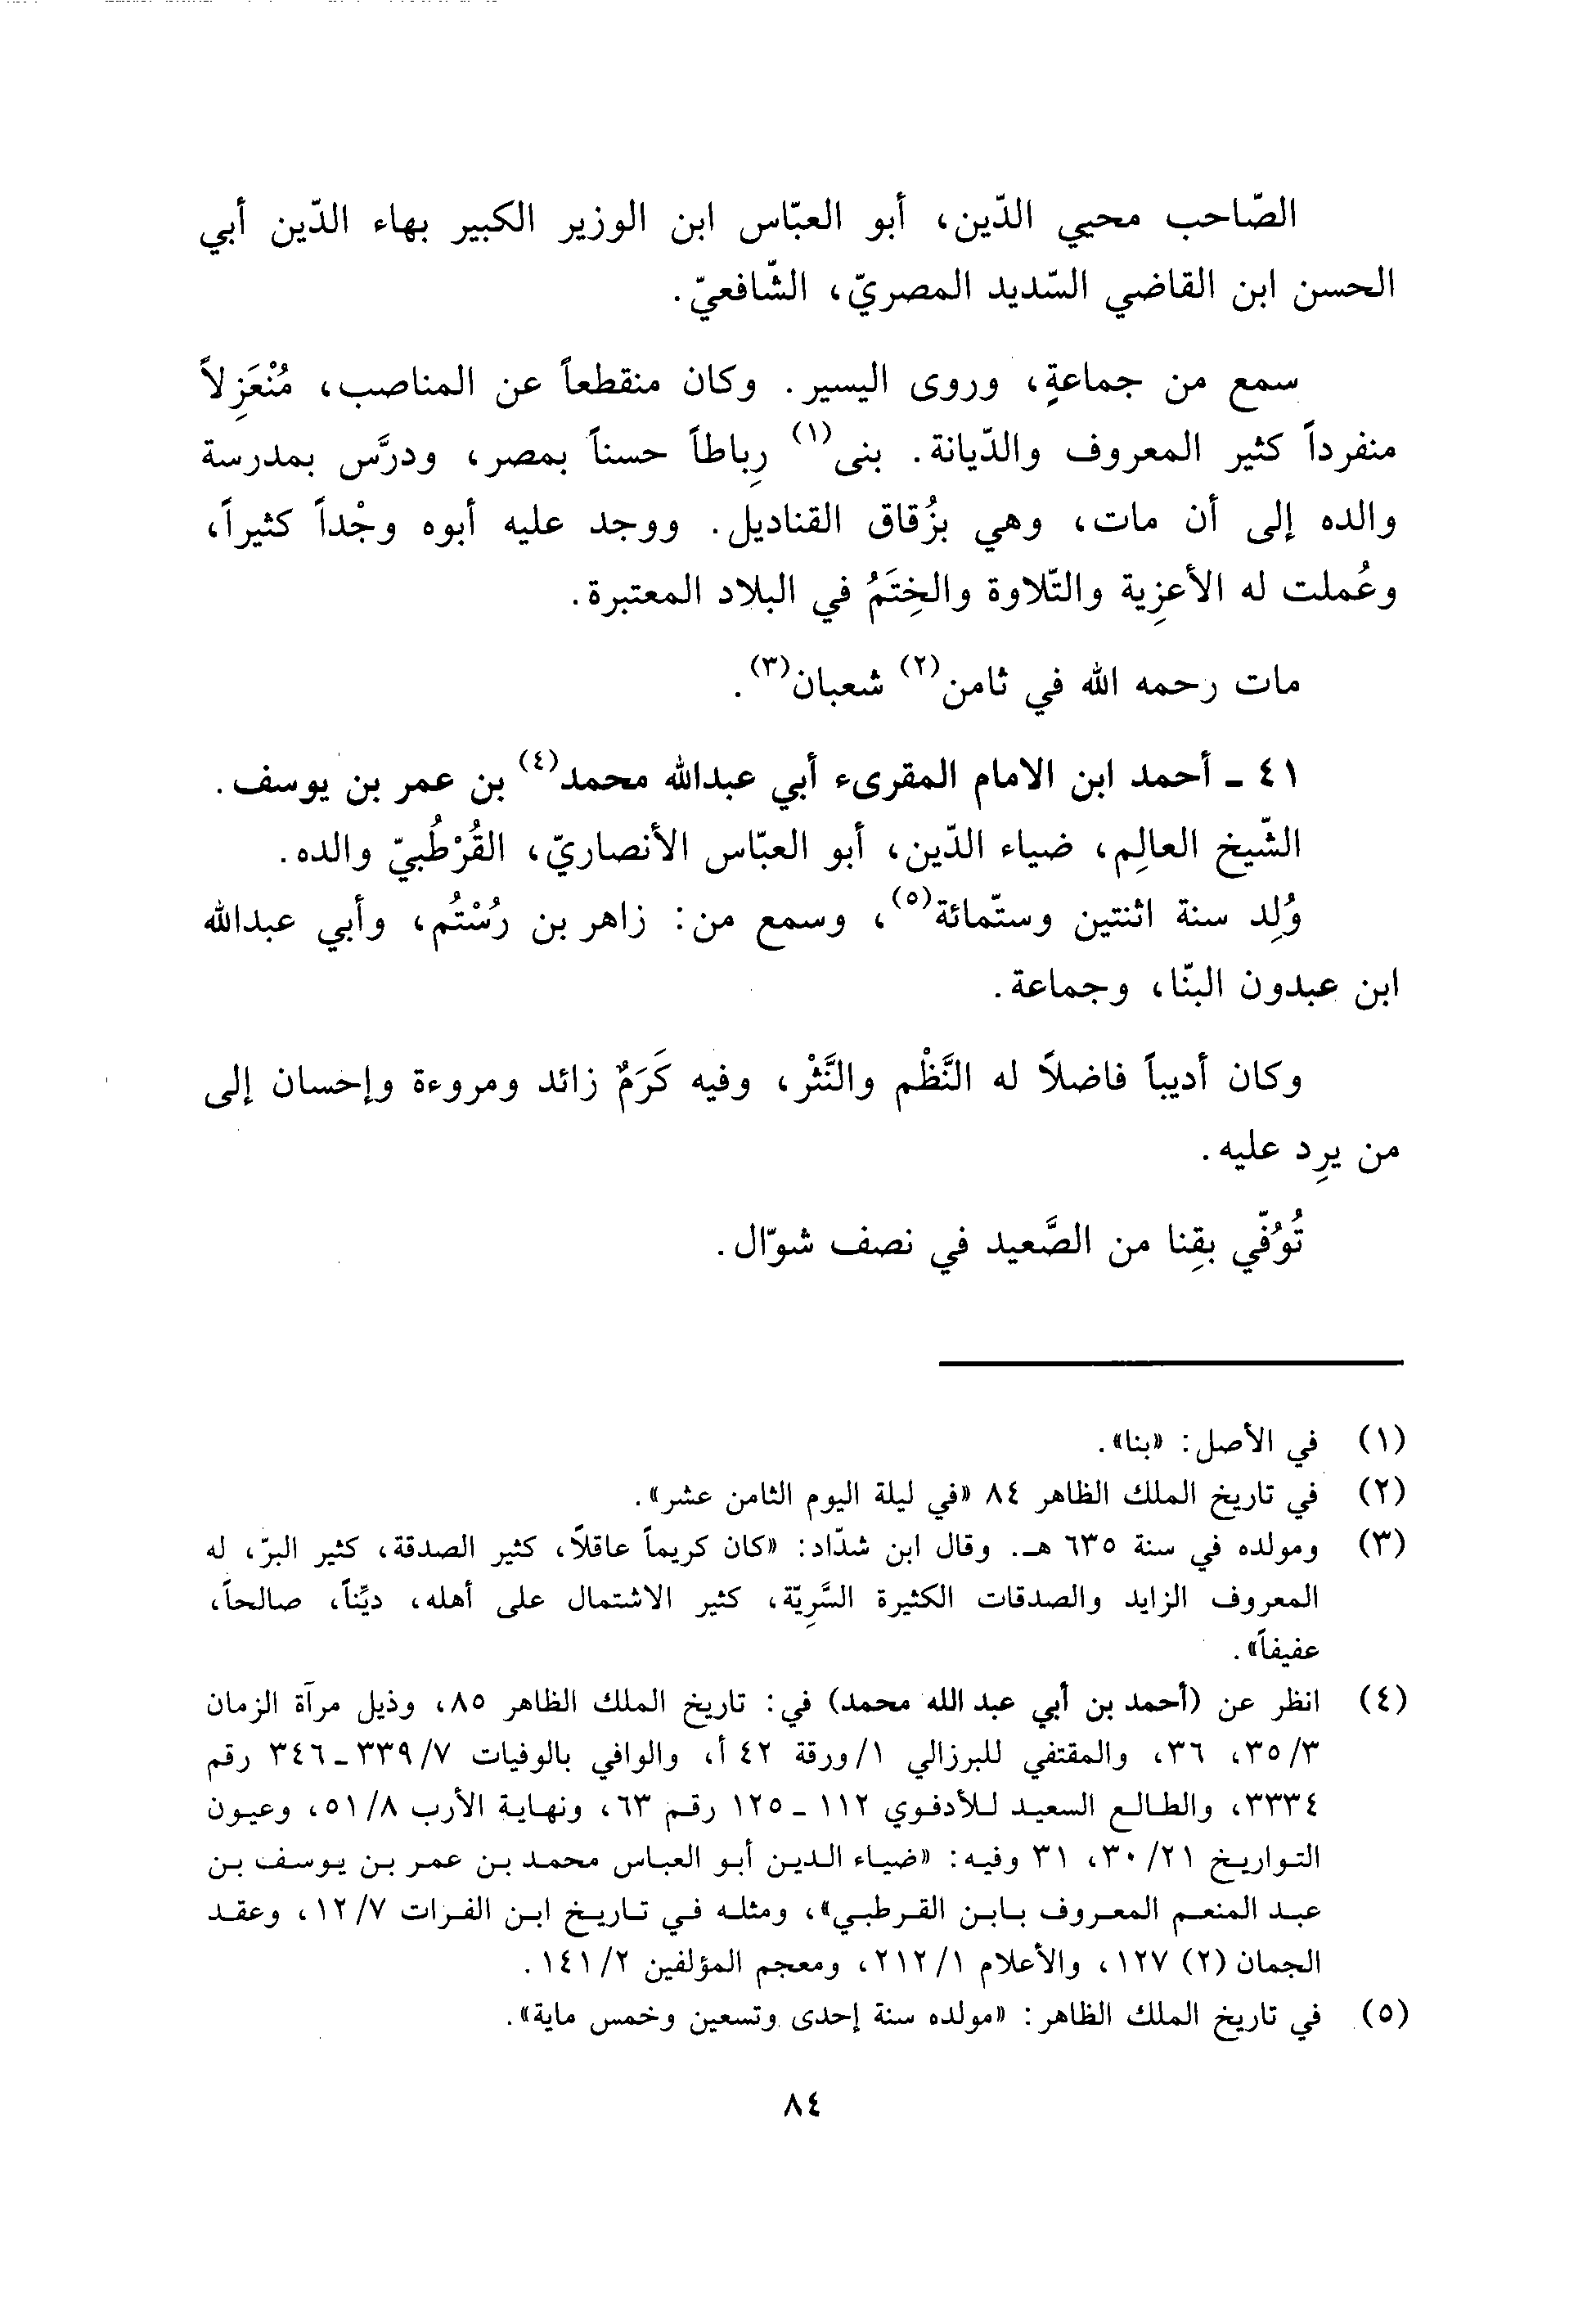 الصّاحب محيي الدّين، أبو العبّاس ابن الوزير الكبير بهاء الدّين أبي
الحسن ابن القاضي السّديد المصريّ، الشّافعيّ.
سمع من جماعةٍ، وروى اليسير. وكان منقطعاً عن المناصب، مُنْعَزِلاً
منفرداً كثير المعروف والدّيانة. بنى(١) رِباطاً حسناً بمصر، ودرَّس بمدرسة
والده إلى أن مات، وهي بزُقاق القناديل. ووجد عليه أبوه وجْداً كثيراً،
وعُملت له الأعزِية والتّلاوة والخِتَمُ في البلاد المعتبرة.
مات رحمه الله في ثامن(٢) شعبان(٣).
٤١ ـ أحمد ابن الامام المقرىء أبي عبدالله محمد(٤) بن عمر بن يوسف.
الشّيخ العالِم، ضياء الدّين، أبو العبّاس الأنصاريّ، القُرْطُبيّ والده.
وُلِد سنة اثنتين وستّمائة(٥)، وسمع من: زاهر بن رُسْتُم، وأبي عبدالله
ابن عبدون البنّا، وجماعة.
وكان أديباً فاضلاً له النَّظْم والنَّثْر، وفيه كَرَمٌ زائد ومروءة وإحسان إلى
من يرِد عليه.
تُوُفّي بقِنا من الصَّعيد في نصف شوّال.
(١) في الأصل: «بنا».
(٢) في تاريخ الملك الظاهر ٨٤ «في ليلة اليوم الثامن عشر».
(٣) ومولده في سنة ٦٣٥ هـ. وقال ابن شدّاد: «كان كريماً عاقلاً، كثير الصدقة، كثير البرّ، له
المعروف الزايد والصدقات الكثيرة السَّرِيّة، كثير الاشتمال على أهله، ديِّناً، صالحاً،
عفيفاً».
(٤) انظر عن (أحمد بن أبي عبد الله محمد) في: تاريخ الملك الظاهر ٨٥، وذيل مرآة الزمان
٣٥/٣، ٣٦، والمقتفي للبرزالي ١/ورقة ٤٢ أ، والوافي بالوفيات ٣٣٩/٧ ـ ٣٤٦ رقم
٣٣٣٤، والطالع السعيد للأدفوي ١١٢ ـ ١٢٥ رقم ٦٣، ونهاية الأرب ٥١/٨، وعيون
التواريخ ٣٠/٢١، ٣١ وفيه: «ضياء الدين أبو العباس محمد بن عمر بن يوسف بن
عبد المنعم المعروف بابن القرطبي»، ومثله في تاريخ ابن الفرات ١٢/٧، وعقد
الجمان (٢) ١٢٧، والأعلام ٢١٢/١، ومعجم المؤلفين ١٤١/٢.
(٥) في تاريخ الملك الظاهر: «مولده سنة إحدى وتسعين وخمس ماية».
٨٤